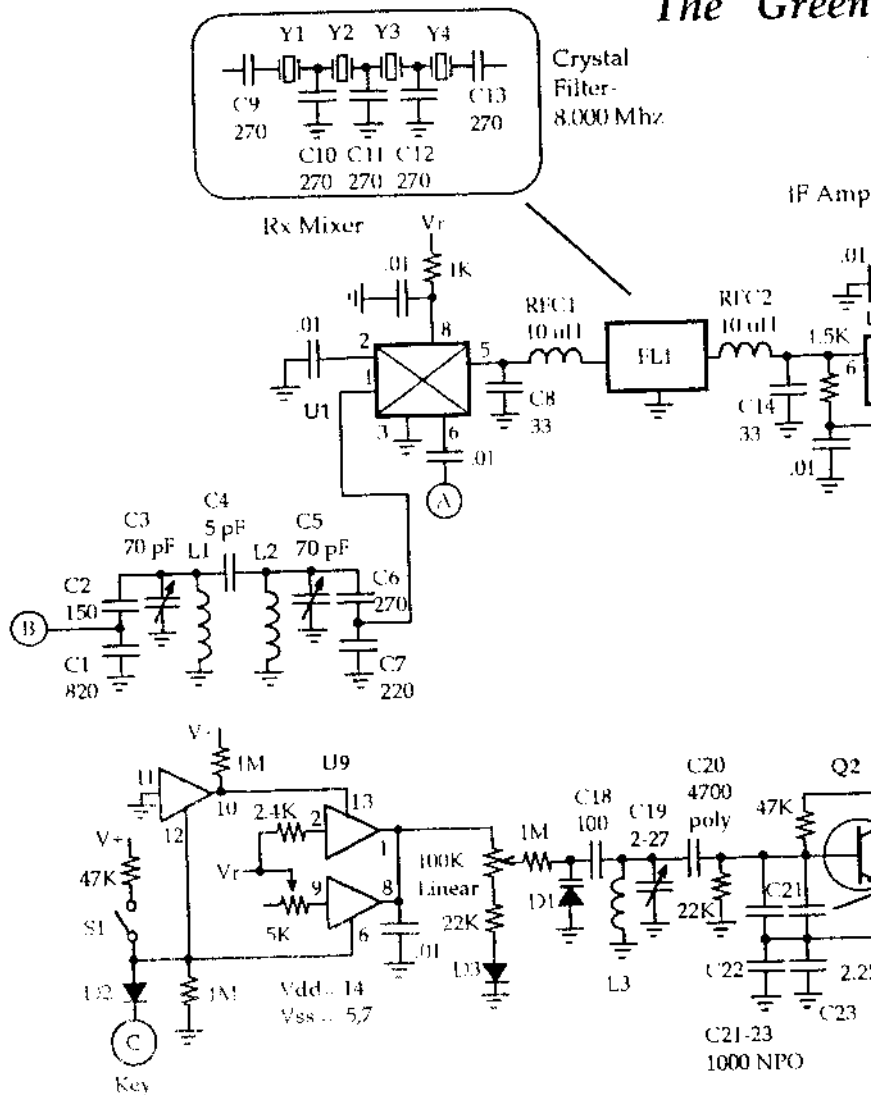 The "Green
Y1 Y2 Y3 Y4
C9
270
C13
270
C10 C11 C12
270 270 270
Crystal
Filter-
8.000 Mhz
IF Amp
Rx Mixer
Vr
.01
1K
.01
8
2
1
5
U1
3
6
.01
A
RFC1
10 uH
C8
33
FL1
RFC2
10 uH
.01
1.5K
6
C14
33
.01
C3
70 pF
C4
5 pF
L1
L2
C5
70 pF
C2
150
C6
270
B
C1
820
C7
220
1M
U9
11
10
12
13
2.4K
2
1
V+
47K
Vr
9
8
5K
6
.01
S1
D2
1M
Vdd .. 14
Vss .. 5,7
C
Key
100K
Linear
22K
D3
1M
C18
100
C19
2-27
D1
L3
C20
4700
poly
22K
47K
Q2
C21
C22
C23
C21-23
1000 NPO